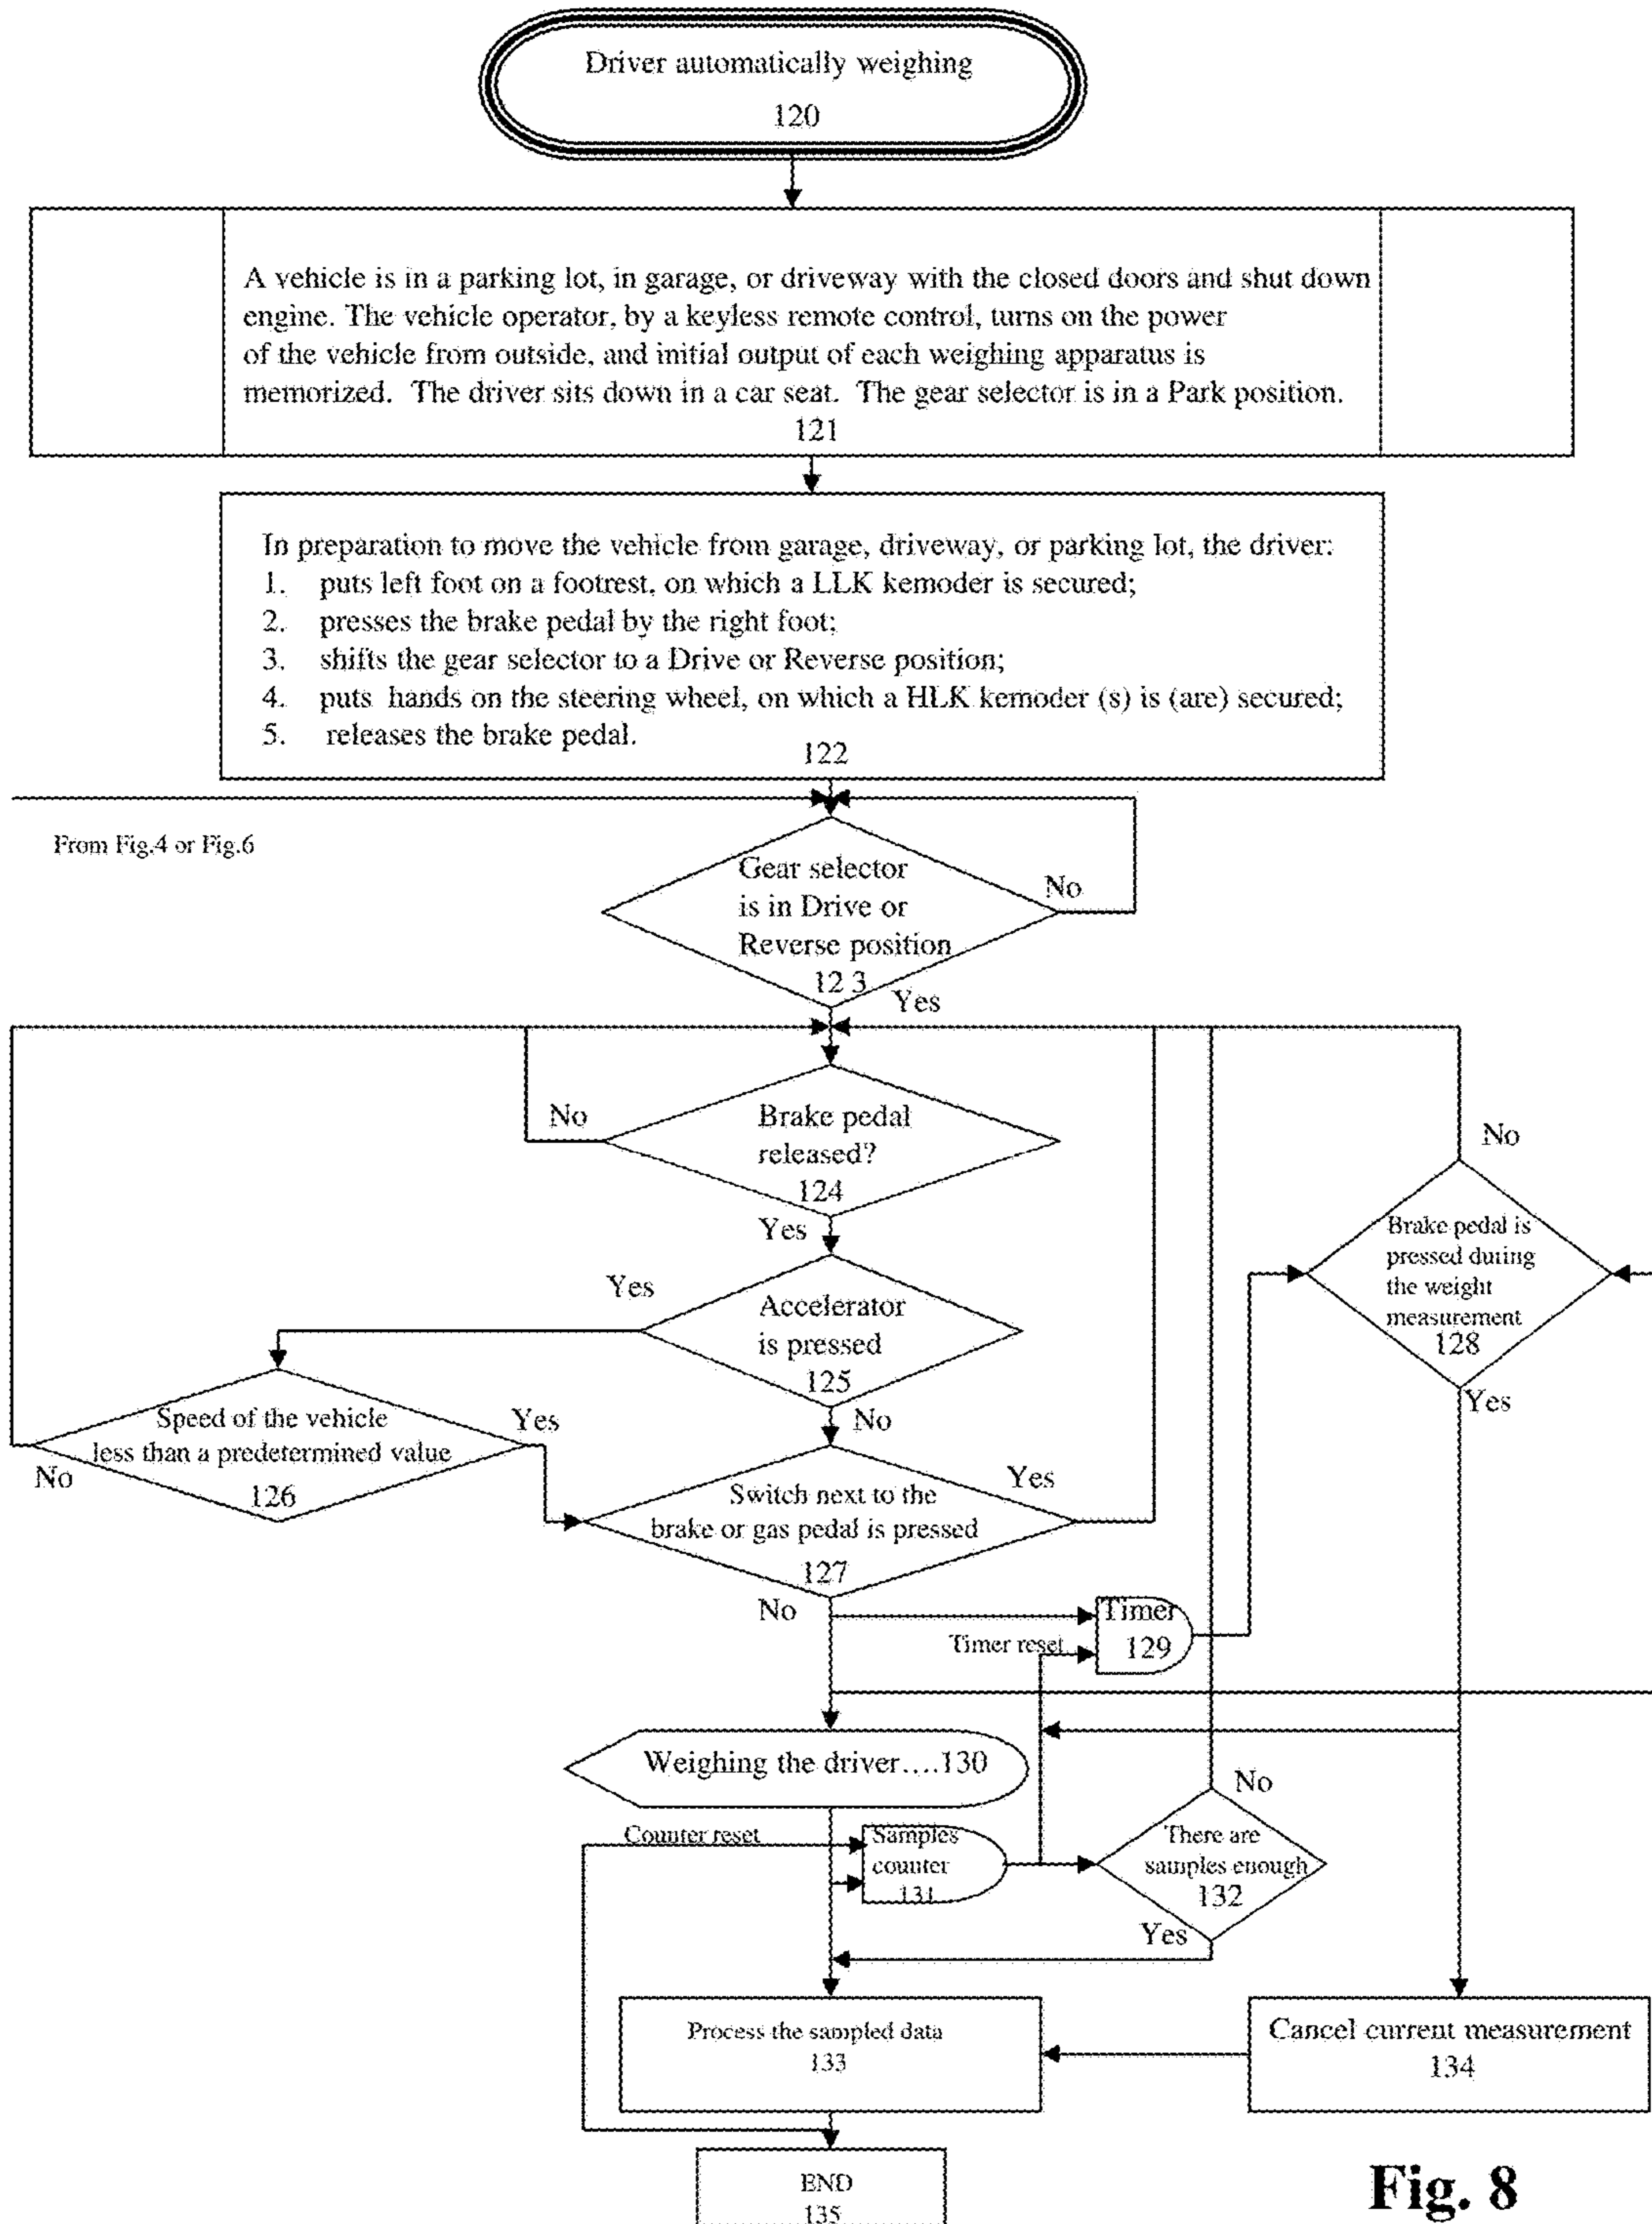 Driver automatically weighing
120
A vehicle is in a parking lot, in garage, or driveway with the closed doors and shut down
engine. The vehicle operator, by a keyless remote control, turns on the power
of the vehicle from outside, and initial output of each weighing apparatus is
memorized. The driver sits down in a car seat. The gear selector is in a Park position.
121
In preparation to move the vehicle from garage, driveway, or parking lot, the driver:
1. puts left foot on a footrest, on which a LLK kemoder is secured;
2. presses the brake pedal by the right foot;
3. shifts the gear selector to a Drive or Reverse position;
4. puts hands on the steering wheel, on which a HLK kemoder (s) is (are) secured;
5. releases the brake pedal.
122
From Fig.4 or Fig.6
Gear selector
is in Drive or
Reverse position
12 3
No
Yes
Brake pedal
released?
124
No
Yes
Accelerator
is pressed
125
Yes
No
Speed of the vehicle
less than a predetermined value
126
Yes
No
Switch next to the
brake or gas pedal is pressed
127
Yes
No
Brake pedal is
pressed during
the weight
measurement
128
No
Yes
Timer
129
Timer reset
Weighing the driver....130
Counter reset
Samples
counter
131
There are
samples enough
132
No
Yes
Process the sampled data
133
Cancel current measurement
134
END
135
Fig. 8